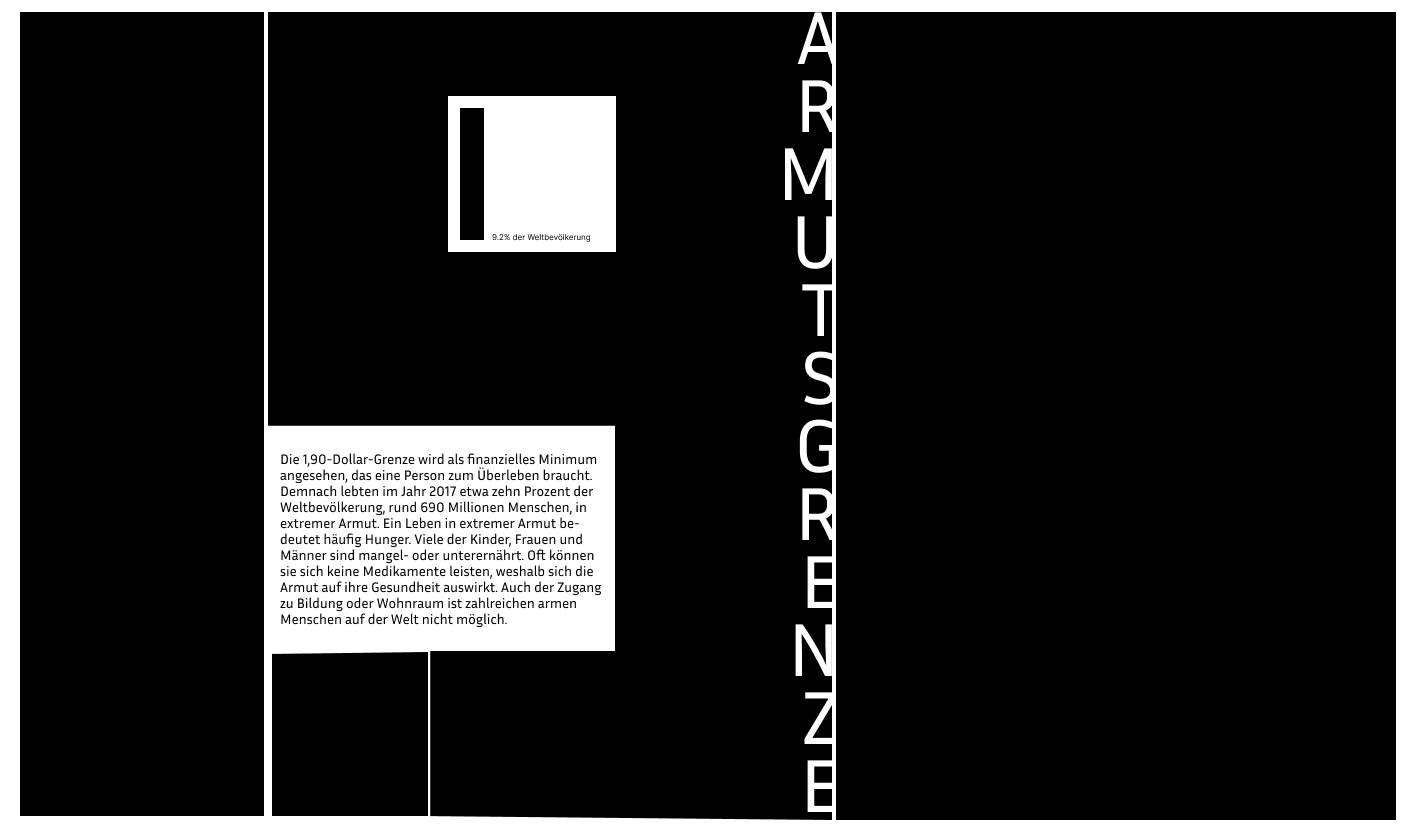 9.2% der Weltbevölkerung
ARMUTSGRENZE
Die 1,90-Dollar-Grenze wird als finanzielles Minimum
angesehen, das eine Person zum Überleben braucht.
Demnach lebten im Jahr 2017 etwa zehn Prozent der
Weltbevölkerung, rund 690 Millionen Menschen, in
extremer Armut. Ein Leben in extremer Armut be-
deutet häufig Hunger. Viele der Kinder, Frauen und
Männer sind mangel- oder unterernährt. Oft können
sie sich keine Medikamente leisten, weshalb sich die
Armut auf ihre Gesundheit auswirkt. Auch der Zugang
zu Bildung oder Wohnraum ist zahlreichen armen
Menschen auf der Welt nicht möglich.